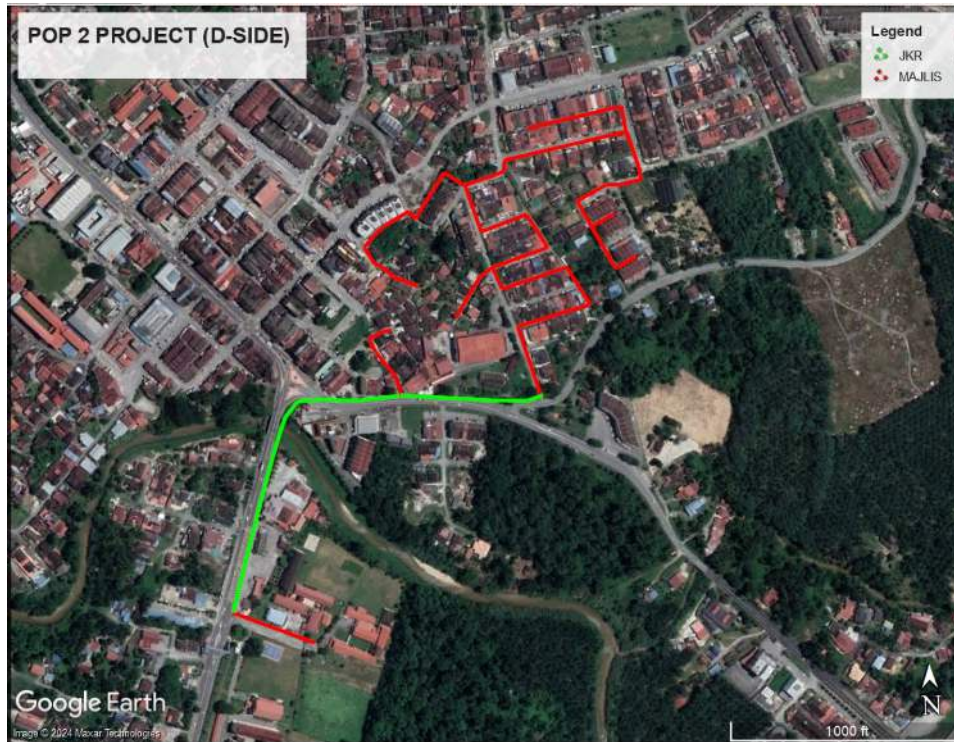 POP 2 PROJECT (D-SIDE)
Legend
JKR
MAJLIS
N
Google Earth
1000 ft
Image © 2024 Maxar Technologies